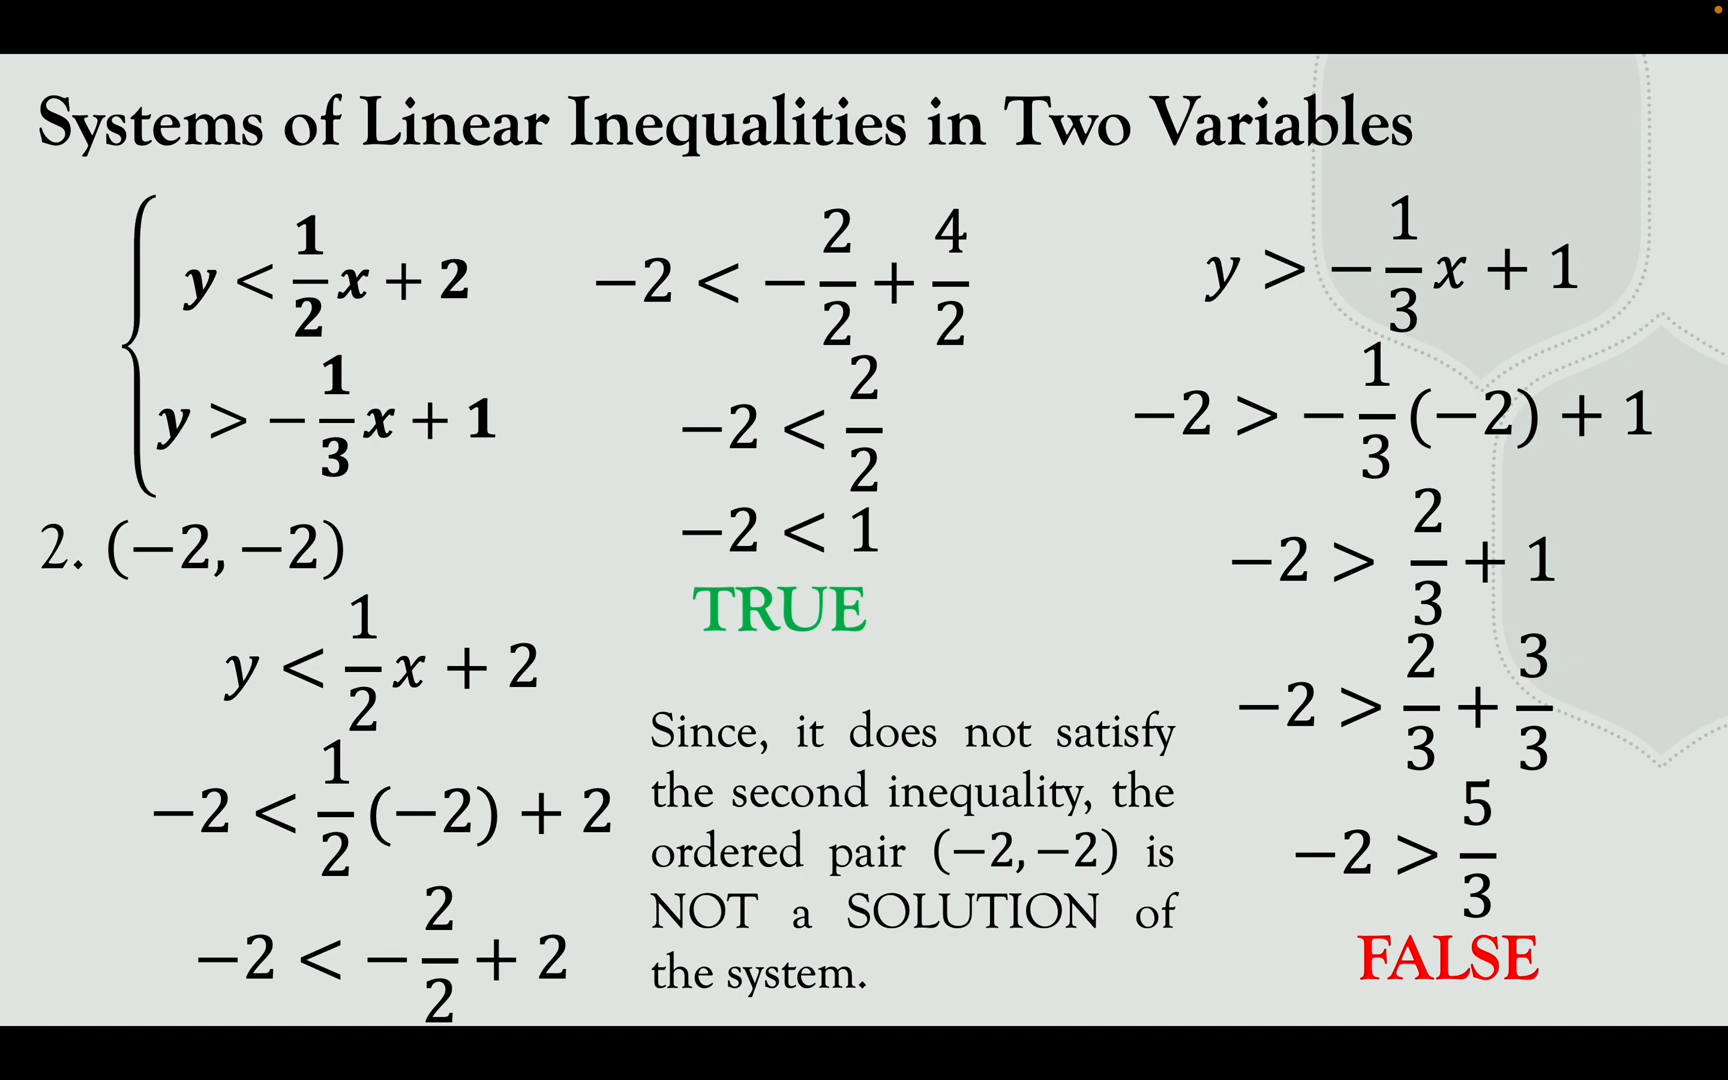 Systems of Linear Inequalities in Two Variables
y < 1/2 x + 2
y > −1/3 x + 1
2. (−2, −2)
y < 1/2 x + 2
−2 < 1/2 (−2) + 2
−2 < −2/2 + 2
−2 < −2/2 + 4/2
−2 < 2/2
−2 < 1
TRUE
Since, it does not satisfy
the second inequality, the
ordered pair (−2, −2) is
NOT a SOLUTION of
the system.
y > −1/3 x + 1
−2 > −1/3 (−2) + 1
−2 > 2/3 + 1
−2 > 2/3 + 3/3
−2 > 5/3
FALSE